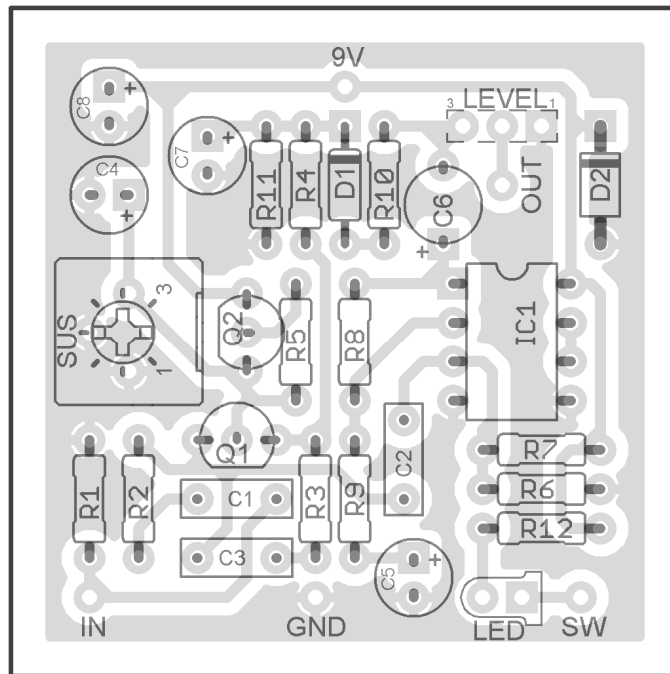 9V
C8
+
3 LEVEL 1
C7
+
C4
+
R11
R4
D1
R10
C6
+
OUT
D2
SUS
3
1
Q2
R5
R8
IC1
Q1
C2
R7
R1
R2
C1
R3
R9
R6
R12
C3
C5
+
IN
GND
LED
SW